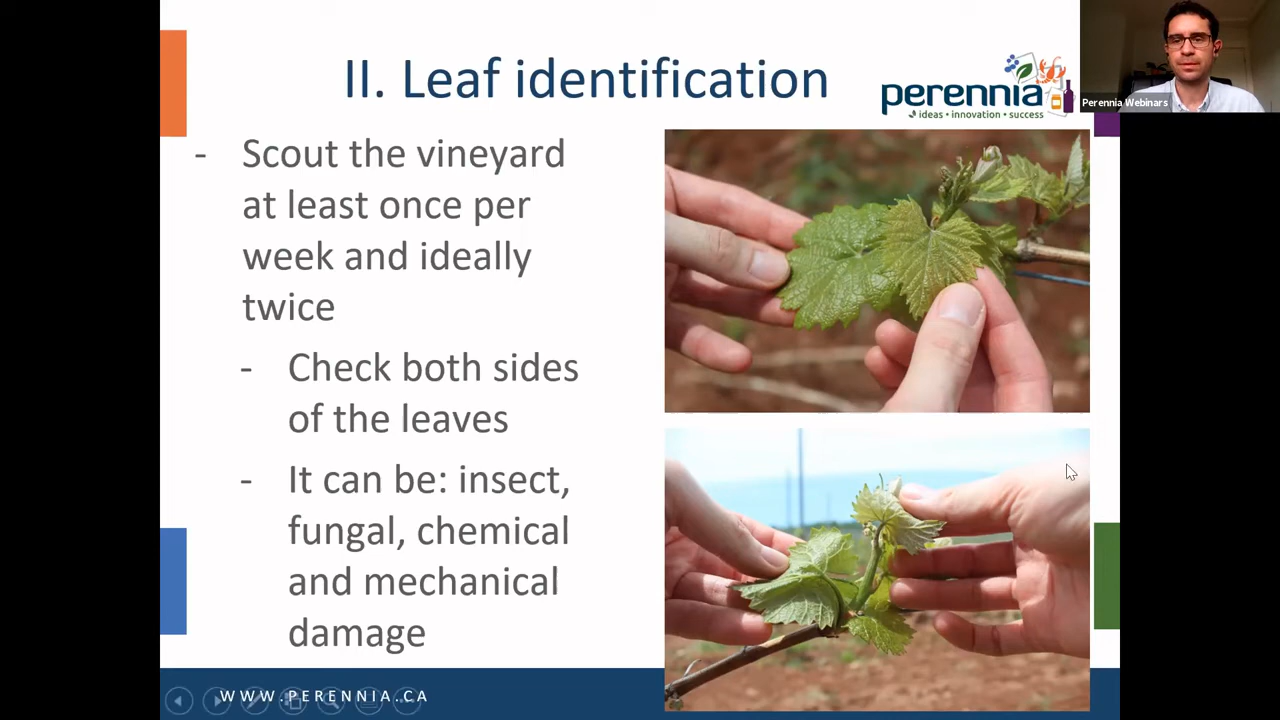 II. Leaf identification
perennia
ideas • innovation • success
Perennia Webinars
- Scout the vineyard
at least once per
week and ideally
twice
- Check both sides
of the leaves
- It can be: insect,
fungal, chemical
and mechanical
damage
WWW.PERENNIA.CA